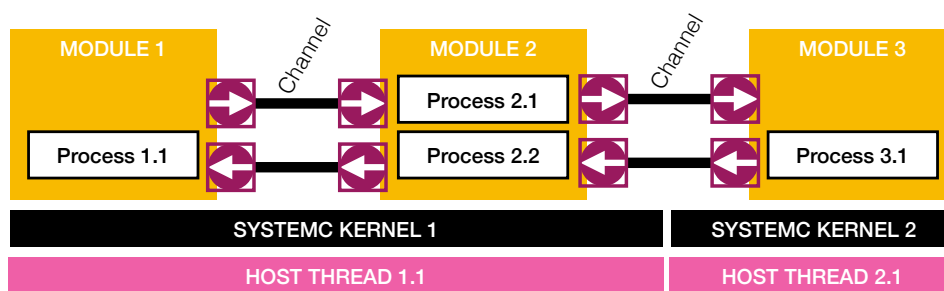 MODULE 1
Channel
MODULE 2
Channel
MODULE 3
Process 2.1
Process 1.1
Process 2.2
Process 3.1
SYSTEMC KERNEL 1
SYSTEMC KERNEL 2
HOST THREAD 1.1
HOST THREAD 2.1